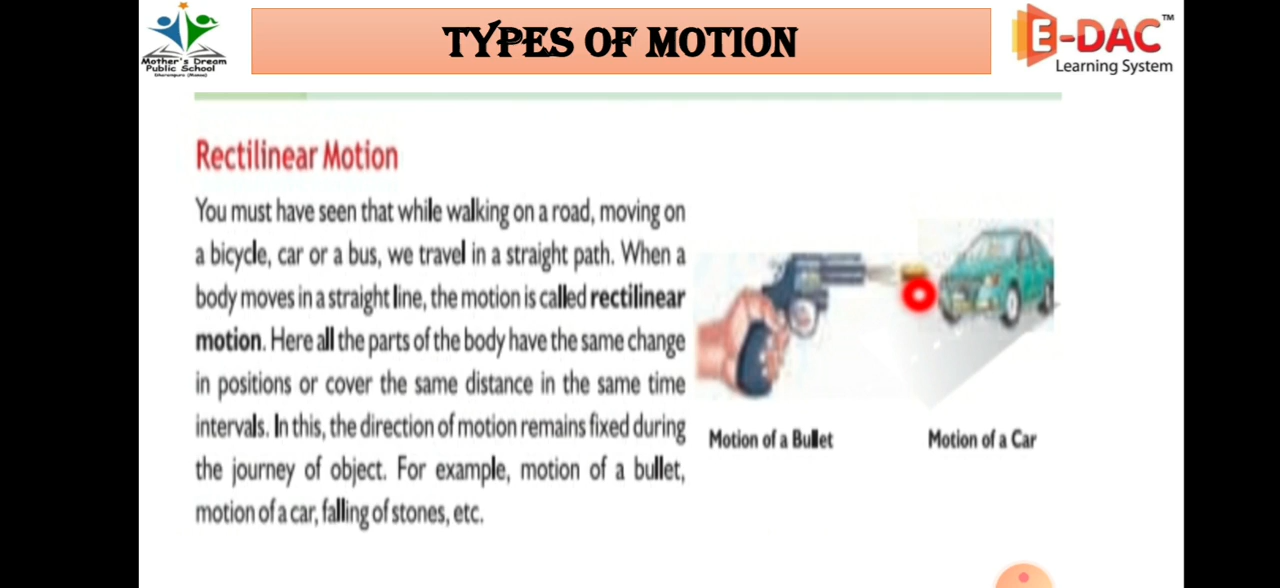 Mother's Dream
Public School
TYPES OF MOTION
E-DAC™
Learning System
Rectilinear Motion
You must have seen that while walking on a road, moving on
a bicycle, car or a bus, we travel in a straight path. When a
body moves in a straight line, the motion is called rectilinear
motion. Here all the parts of the body have the same change
in positions or cover the same distance in the same time
intervals. In this, the direction of motion remains fixed during
the journey of object. For example, motion of a bullet,
motion of a car, falling of stones, etc.
Motion of a Bullet
Motion of a Car